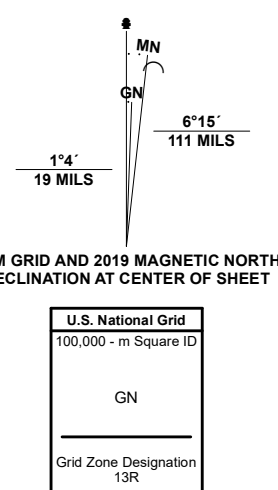 MN
GN
6°15´
111 MILS
1°4´
19 MILS
M GRID AND 2019 MAGNETIC NORTH
ECLINATION AT CENTER OF SHEET
U.S. National Grid
100,000 - m Square ID
GN
Grid Zone Designation
13R